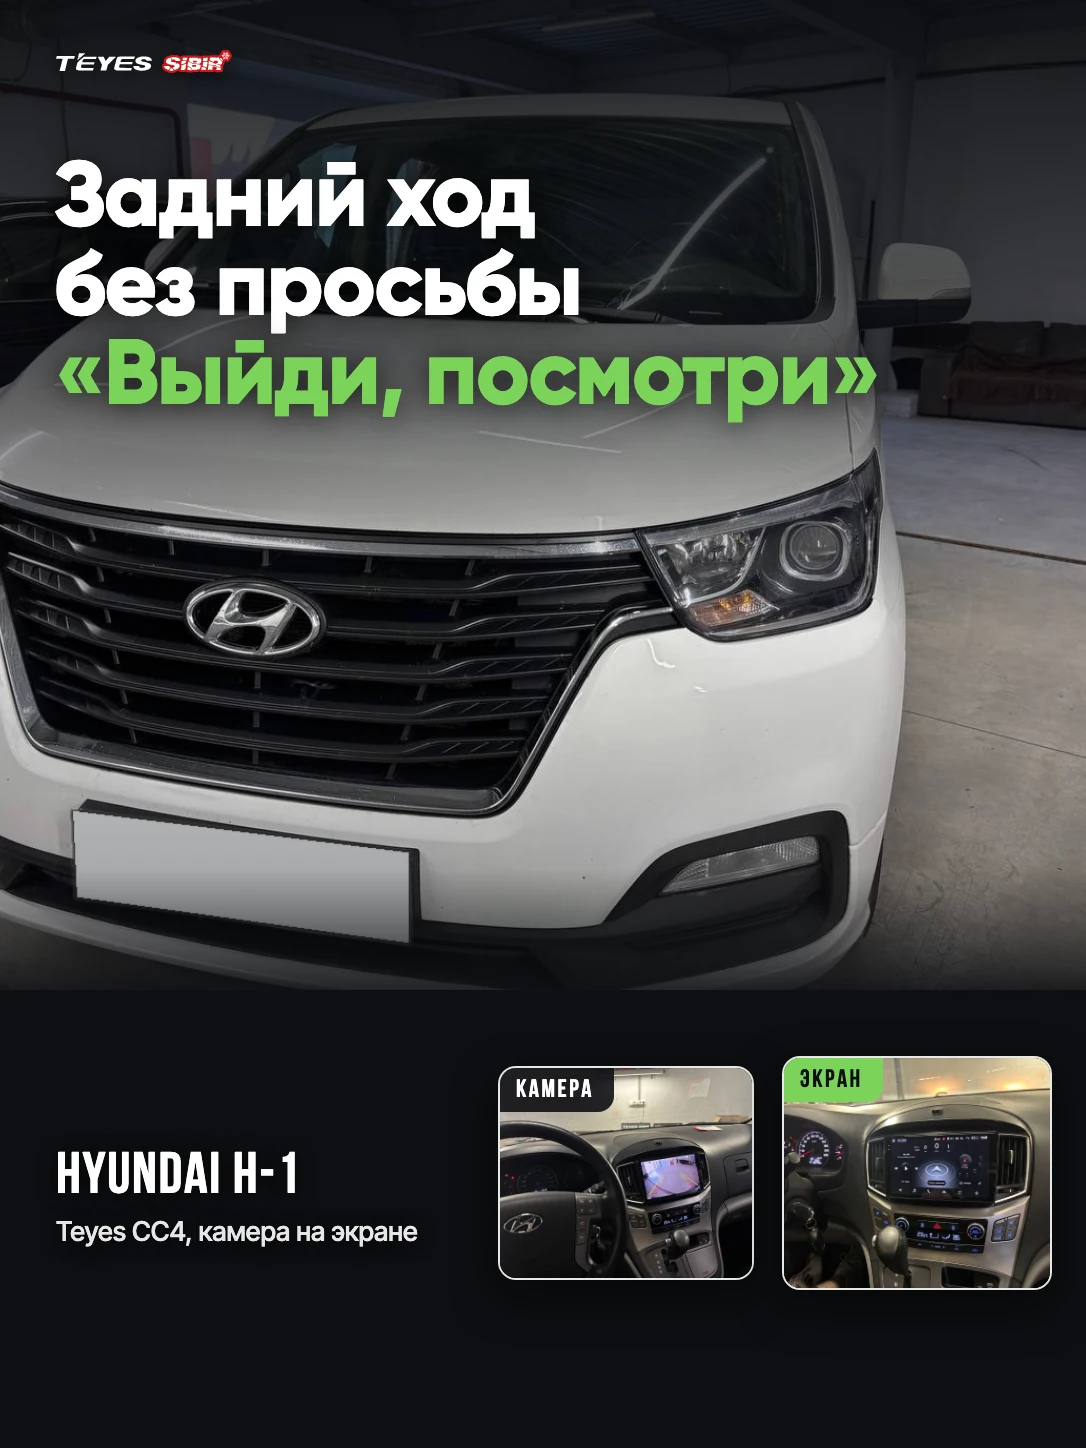 TEYES SIBIR
Задний ход
без просьбы
«Выйди, посмотри»
КАМЕРА
ЭКРАН
HYUNDAI H-1
Teyes CC4, камера на экране